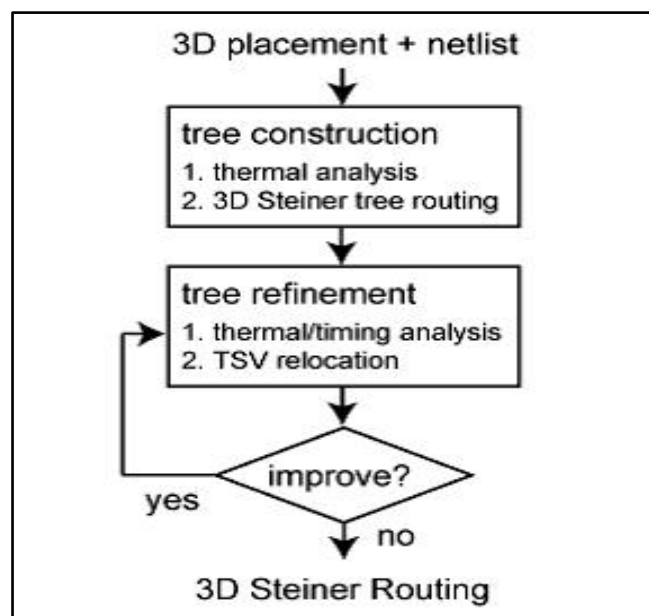 3D placement + netlist
tree construction
1. thermal analysis
2. 3D Steiner tree routing
tree refinement
1. thermal/timing analysis
2. TSV relocation
improve?
yes
no
3D Steiner Routing